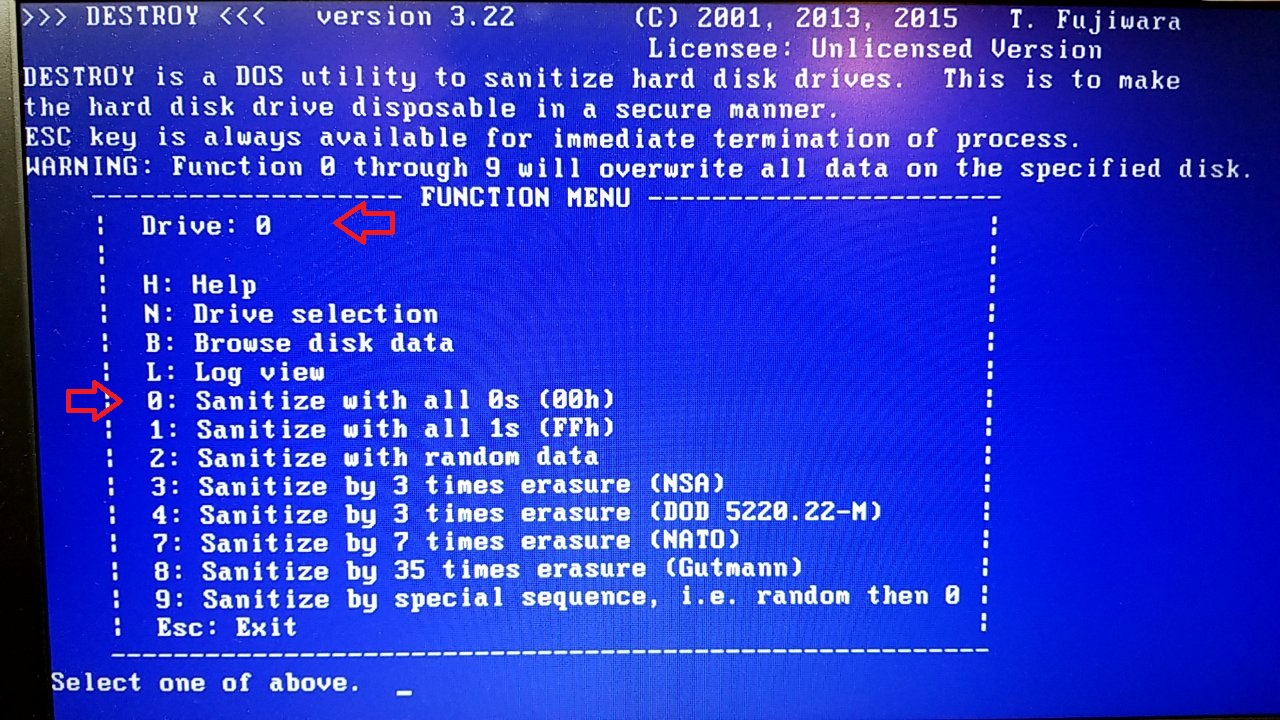 >>> DESTROY <<<   version 3.22   (C) 2001, 2013, 2015   T. Fujiwara
Licensee: Unlicensed Version
DESTROY is a DOS utility to sanitize hard disk drives.  This is to make
the hard disk drive disposable in a secure manner.
ESC key is always available for immediate termination of process.
WARNING: Function 0 through 9 will overwrite all data on the specified disk.
------------------- FUNCTION MENU ----------------------
Drive: 0
H: Help
N: Drive selection
B: Browse disk data
L: Log view
0: Sanitize with all 0s (00h)
1: Sanitize with all 1s (FFh)
2: Sanitize with random data
3: Sanitize by 3 times erasure (NSA)
4: Sanitize by 3 times erasure (DOD 5220.22-M)
7: Sanitize by 7 times erasure (NATO)
8: Sanitize by 35 times erasure (Gutmann)
9: Sanitize by special sequence, i.e. random then 0
Esc: Exit
Select one of above.  _